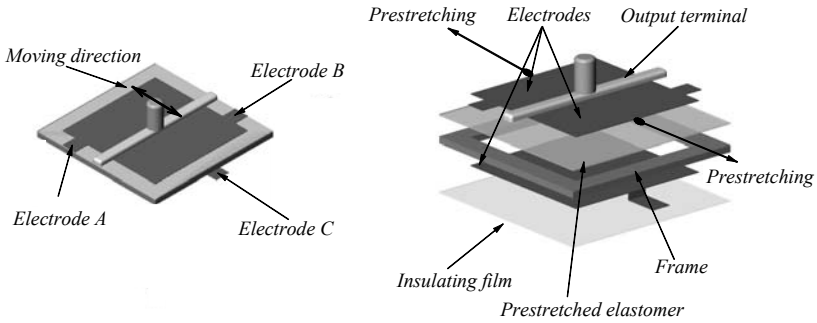 Moving direction
Electrode B
Electrode A
Electrode C
Prestretching
Electrodes
Output terminal
Prestretching
Insulating film
Frame
Prestretched elastomer